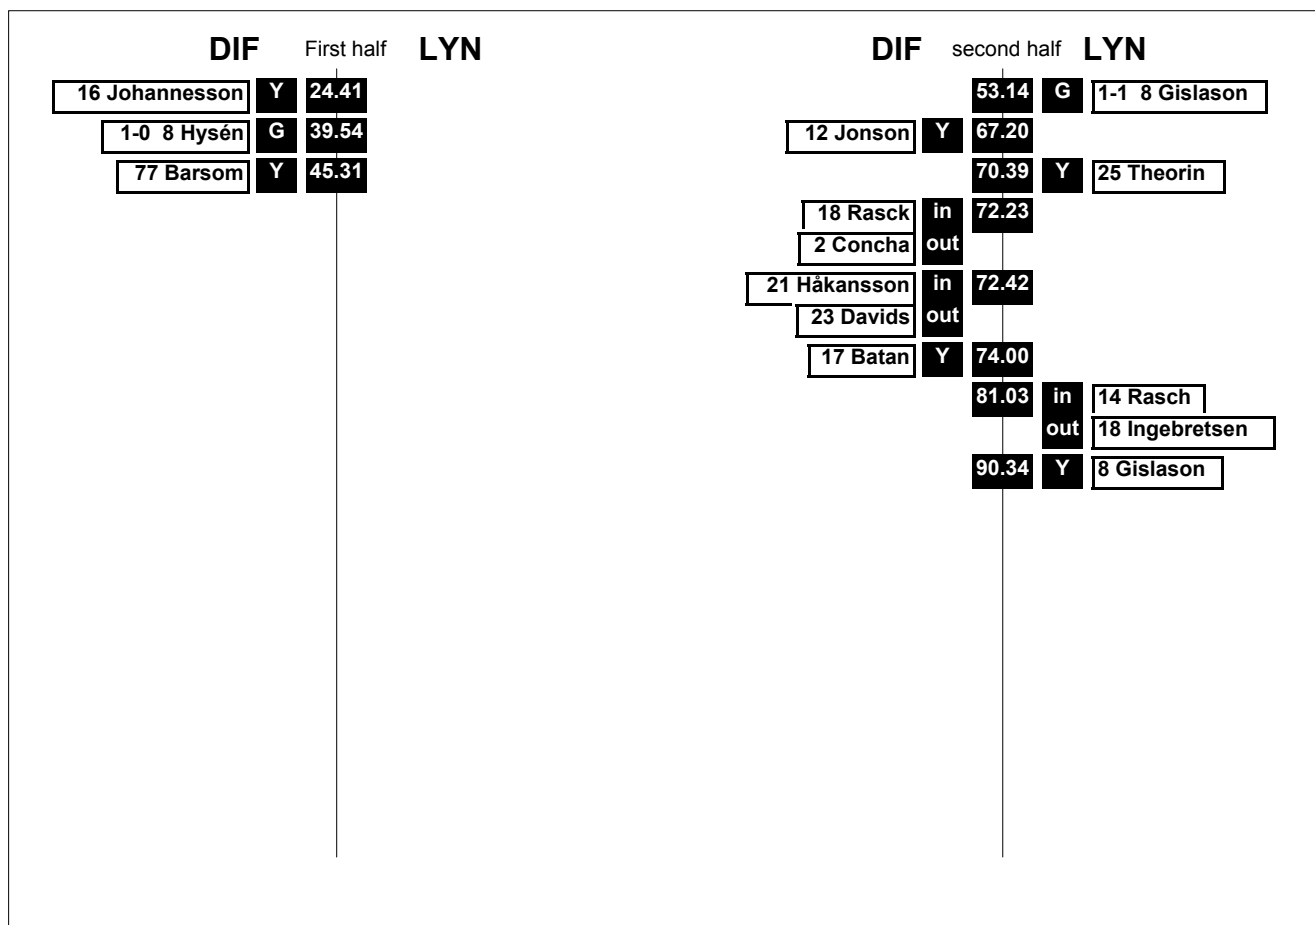 DIF First half LYN
16 Johannesson Y 24.41
1-0 8 Hysén G 39.54
77 Barsom Y 45.31
DIF second half LYN
53.14 G 1-1 8 Gislason
12 Jonson Y 67.20
70.39 Y 25 Theorin
18 Rasck in 72.23
2 Concha out
21 Håkansson in 72.42
23 Davids out
17 Batan Y 74.00
81.03 in 14 Rasch
out 18 Ingebretsen
90.34 Y 8 Gislason